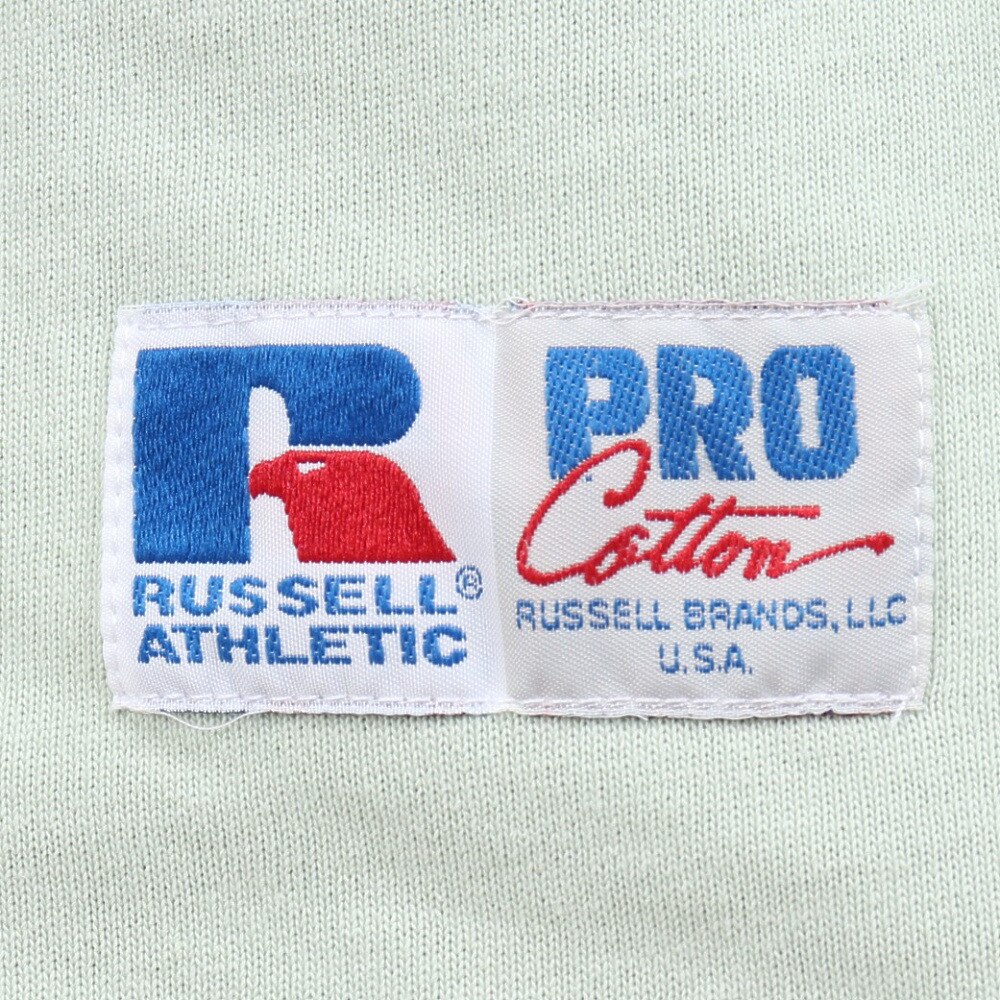 R
RUSSELL®
ATHLETIC
PRO
Cotton
RUSSELL BRANDS, LLC
U.S.A.